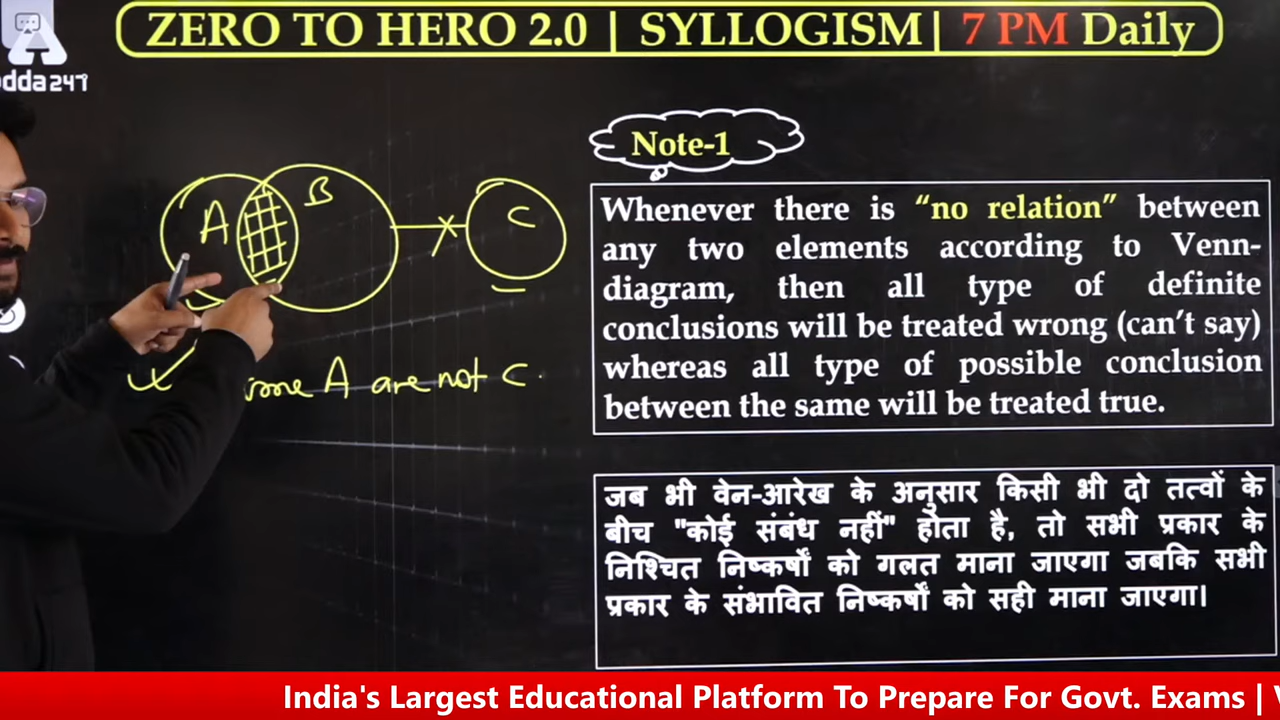 ZERO TO HERO 2.0 | SYLLOGISM | 7 PM Daily
dda247
Note-1
A
B
C
Whenever there is “no relation” between
any two elements according to Venn-
diagram, then all type of definite
conclusions will be treated wrong (can’t say)
whereas all type of possible conclusion
between the same will be treated true.
A are not C.
जब भी वेन-आरेख के अनुसार किसी भी दो तत्वों के
बीच "कोई संबंध नहीं" होता है, तो सभी प्रकार के
निश्चित निष्कर्षों को गलत माना जाएगा जबकि सभी
प्रकार के संभावित निष्कर्षों को सही माना जाएगा।
India's Largest Educational Platform To Prepare For Govt. Exams |